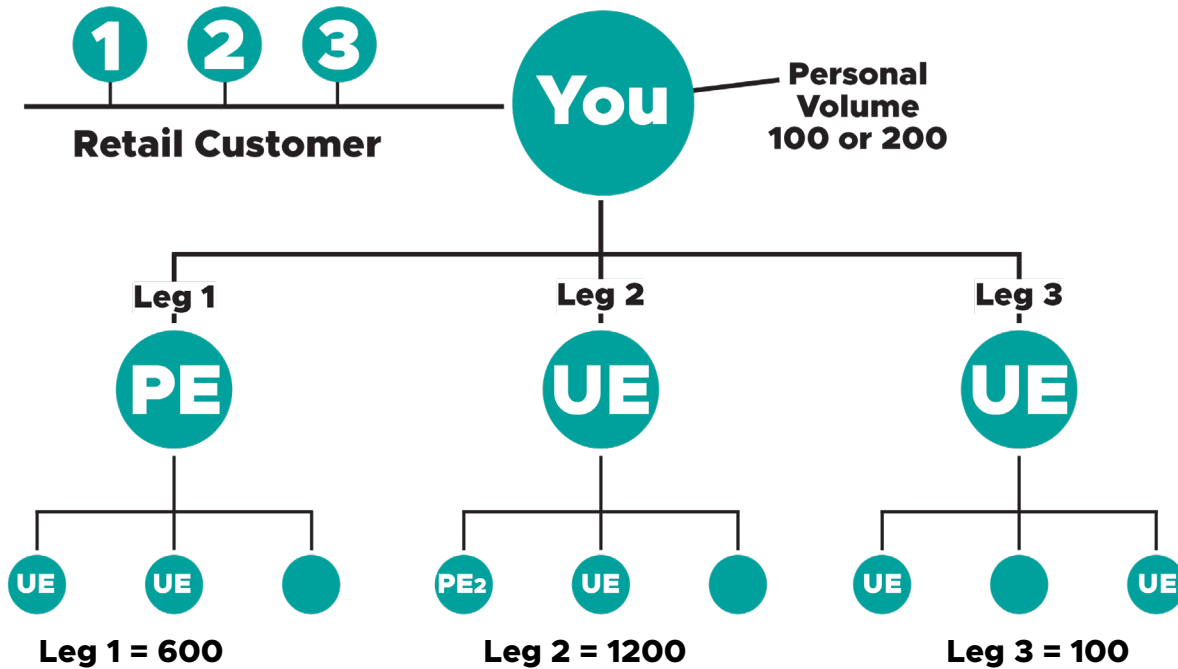 1 2 3
You
Personal
Volume
100 or 200
Retail Customer
Leg 1 Leg 2 Leg 3
PE UE UE
UE UE PE2 UE UE UE
Leg 1 = 600 Leg 2 = 1200 Leg 3 = 100